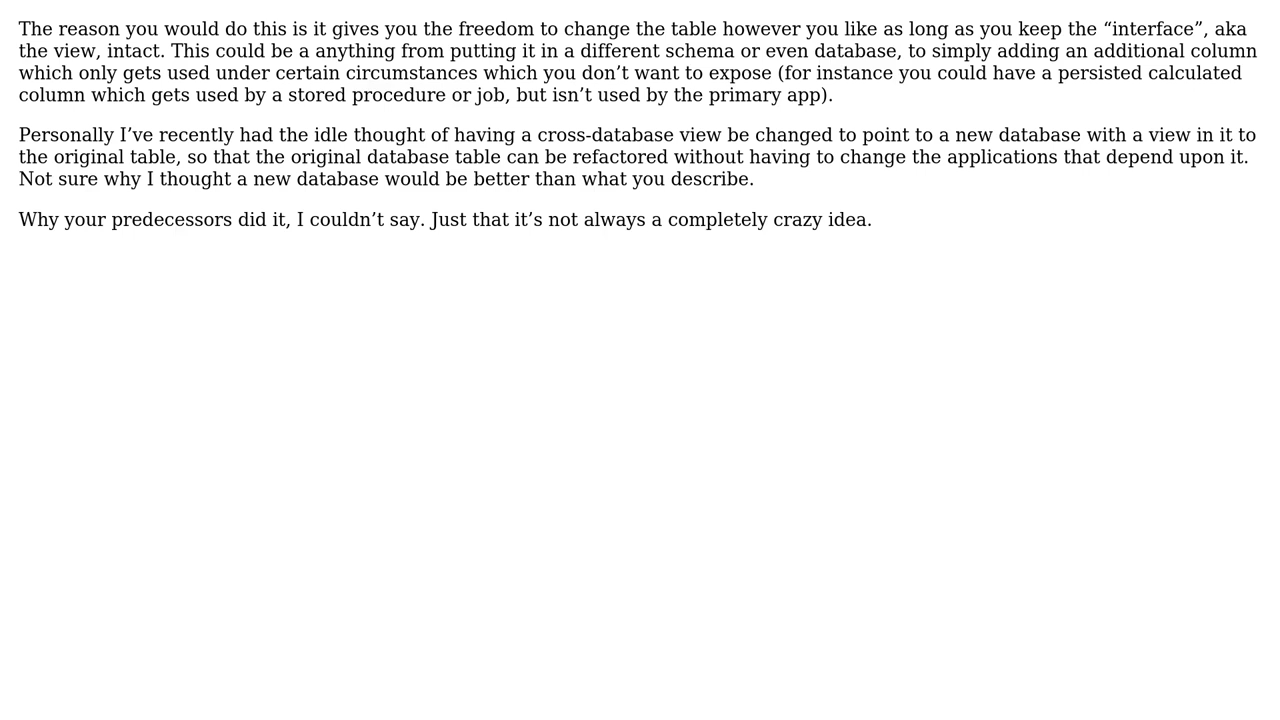 The reason you would do this is it gives you the freedom to change the table however you like as long as you keep the “interface”, aka
the view, intact. This could be a anything from putting it in a different schema or even database, to simply adding an additional column
which only gets used under certain circumstances which you don’t want to expose (for instance you could have a persisted calculated
column which gets used by a stored procedure or job, but isn’t used by the primary app).
Personally I’ve recently had the idle thought of having a cross-database view be changed to point to a new database with a view in it to
the original table, so that the original database table can be refactored without having to change the applications that depend upon it.
Not sure why I thought a new database would be better than what you describe.
Why your predecessors did it, I couldn’t say. Just that it’s not always a completely crazy idea.